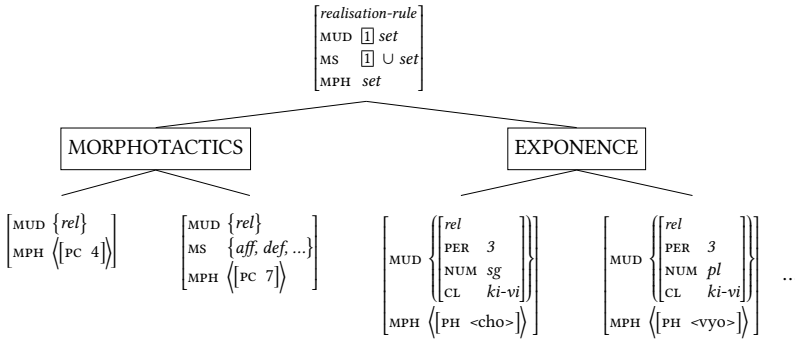 realisation-rule
MUD 1 set
MS 1 ∪ set
MPH set
MORPHOTACTICS
EXPONENCE
MUD {rel}
MPH ⟨[PC 4]⟩
MUD {rel}
MS {aff, def, ...}
MPH ⟨[PC 7]⟩
rel
PER 3
MUD
NUM sg
CL ki-vi
MPH ⟨[PH <cho>]⟩
rel
PER 3
MUD
NUM pl
CL ki-vi
MPH ⟨[PH <vyo>]⟩
..